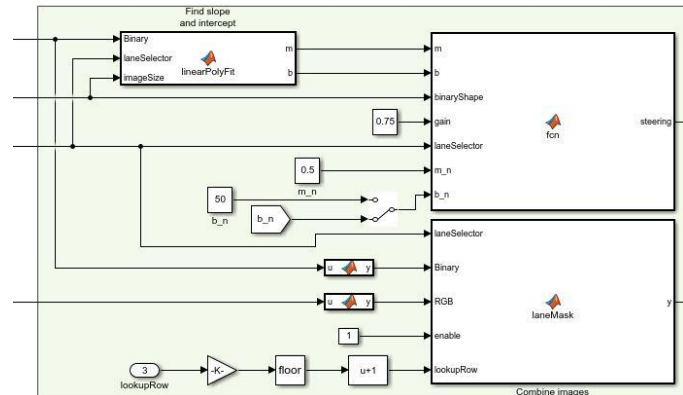 Find slope
and intercept
Binary
laneSelector
imageSize
linearPolyFit
m
b
m
b
binaryShape
gain
laneSelector
m_n
b_n
fcn
steering
0.75
0.5
m_n
50
b_n
b_n
laneSelector
Binary
RGB
enable
lookupRow
laneMask
y
u y
u y
1
3
lookupRow
-K-
floor
u+1
Combine images